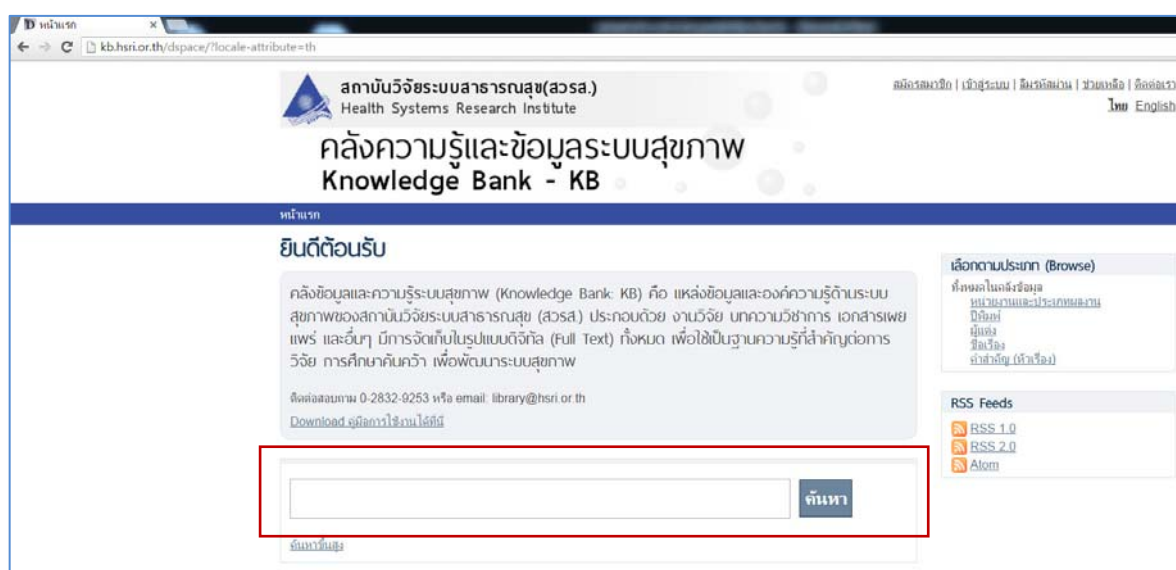 หน้าแรก
kb.hsri.or.th/dspace/?locale-attribute=th
สถาบันวิจัยระบบสาธารณสุข(สวรส.)
Health Systems Research Institute
สมัครสมาชิก | เข้าสู่ระบบ | ลืมรหัสผ่าน | ช่วยเหลือ | ติดต่อเรา
ไทย English
คลังความรู้และข้อมูลระบบสุขภาพ
Knowledge Bank - KB
หน้าแรก
ยินดีต้อนรับ
คลังข้อมูลและความรู้ระบบสุขภาพ (Knowledge Bank: KB) คือ แหล่งข้อมูลและองค์ความรู้ด้านระบบ
สุขภาพของสถาบันวิจัยระบบสาธารณสุข (สวรส.) ประกอบด้วย งานวิจัย บทความวิชาการ เอกสารเผย
แพร่ และอื่นๆ มีการจัดเก็บในรูปแบบดิจิทัล (Full Text) ทั้งหมด เพื่อใช้เป็นฐานความรู้ที่สำคัญต่อการ
วิจัย การศึกษาค้นคว้า เพื่อพัฒนาระบบสุขภาพ
ติดต่อสอบถาม 0-2832-9253 หรือ email: library@hsri.or.th
Download คู่มือการใช้งานได้ที่นี่
ค้นหา
ค้นหาขั้นสูง
เลือกตามประเภท (Browse)
ทั้งหมดในคลังข้อมูล
หน่วยงานและประเภทผลงาน
ปีพิมพ์
ผู้แต่ง
ชื่อเรื่อง
คำสำคัญ (หัวเรื่อง)
RSS Feeds
RSS 1.0
RSS 2.0
Atom